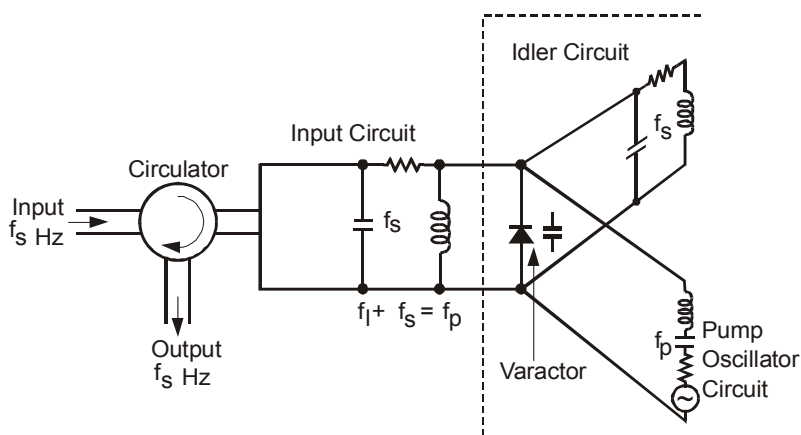 Idler Circuit
Input Circuit
Circulator
Input
fs Hz
fs
fs
fI + fs = fp
Output
fs Hz
Varactor
fp
Pump
Oscillator
Circuit